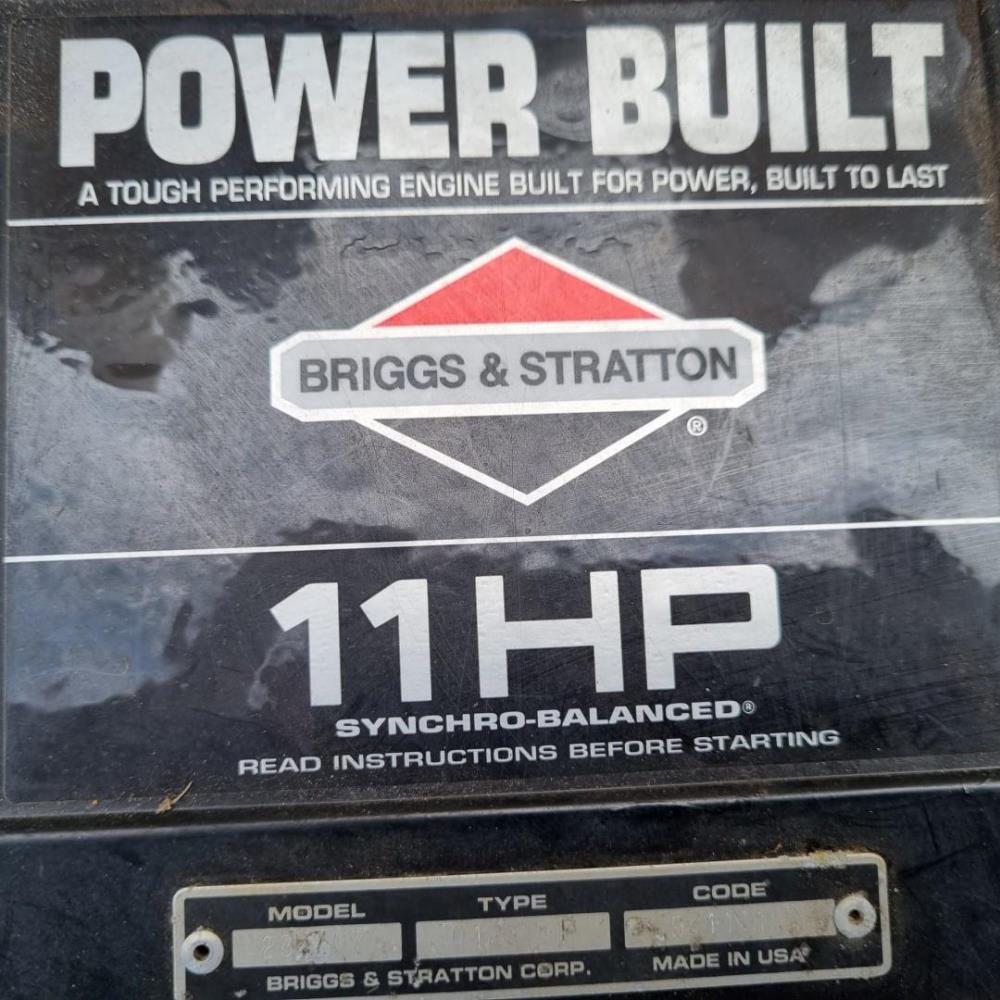 POWER BUILT
A TOUGH PERFORMING ENGINE BUILT FOR POWER, BUILT TO LAST
BRIGGS & STRATTON
®
11HP
SYNCHRO-BALANCED®
READ INSTRUCTIONS BEFORE STARTING
MODEL TYPE CODE
BRIGGS & STRATTON CORP. MADE IN USA